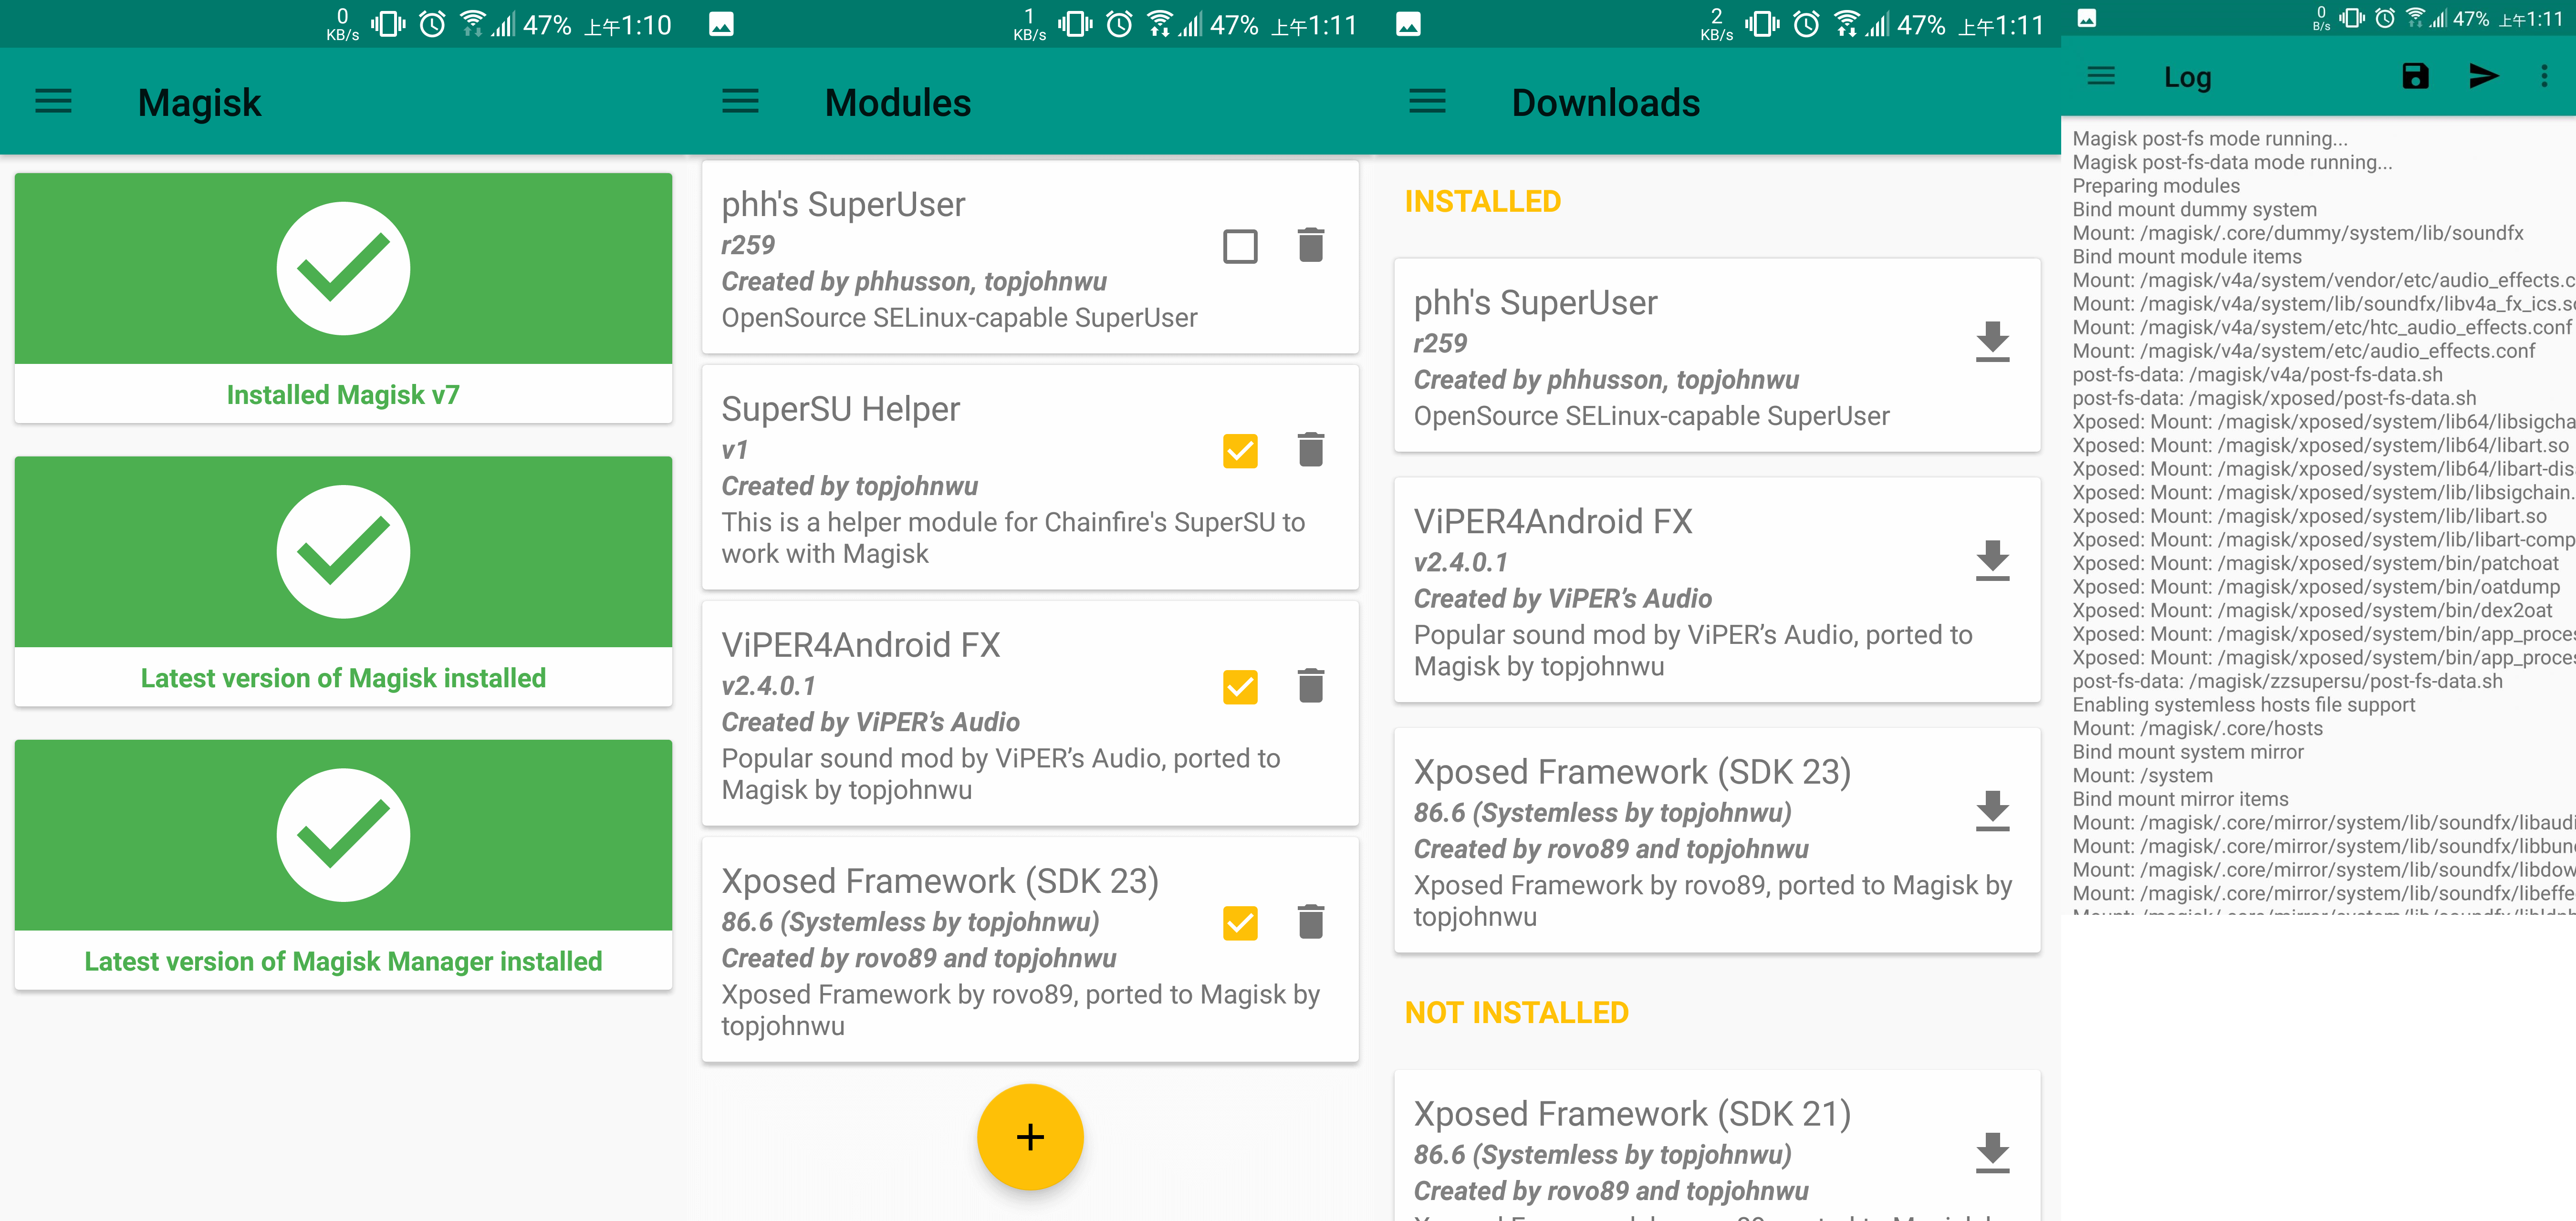 0
KB/s
47% 上午1:10
Magisk
Installed Magisk v7
Latest version of Magisk installed
Latest version of Magisk Manager installed
1
KB/s
47% 上午1:11
Modules
phh's SuperUser
r259
Created by phhusson, topjohnwu
OpenSource SELinux-capable SuperUser
SuperSU Helper
v1
Created by topjohnwu
This is a helper module for Chainfire's SuperSU to
work with Magisk
ViPER4Android FX
v2.4.0.1
Created by ViPER’s Audio
Popular sound mod by ViPER’s Audio, ported to
Magisk by topjohnwu
Xposed Framework (SDK 23)
86.6 (Systemless by topjohnwu)
Created by rovo89 and topjohnwu
Xposed Framework by rovo89, ported to Magisk by
topjohnwu
+
2
KB/s
47% 上午1:11
Downloads
INSTALLED
phh's SuperUser
r259
Created by phhusson, topjohnwu
OpenSource SELinux-capable SuperUser
ViPER4Android FX
v2.4.0.1
Created by ViPER’s Audio
Popular sound mod by ViPER’s Audio, ported to
Magisk by topjohnwu
Xposed Framework (SDK 23)
86.6 (Systemless by topjohnwu)
Created by rovo89 and topjohnwu
Xposed Framework by rovo89, ported to Magisk by
topjohnwu
NOT INSTALLED
Xposed Framework (SDK 21)
86.6 (Systemless by topjohnwu)
Created by rovo89 and topjohnwu
0
B/s
47% 上午1:11
Log
Magisk post-fs mode running...
Magisk post-fs-data mode running...
Preparing modules
Bind mount dummy system
Mount: /magisk/.core/dummy/system/lib/soundfx
Bind mount module items
Mount: /magisk/v4a/system/vendor/etc/audio_effects.c
Mount: /magisk/v4a/system/lib/soundfx/libv4a_fx_ics.s
Mount: /magisk/v4a/system/etc/htc_audio_effects.conf
Mount: /magisk/v4a/system/etc/audio_effects.conf
post-fs-data: /magisk/v4a/post-fs-data.sh
post-fs-data: /magisk/xposed/post-fs-data.sh
Xposed: Mount: /magisk/xposed/system/lib64/libsigcha
Xposed: Mount: /magisk/xposed/system/lib64/libart.so
Xposed: Mount: /magisk/xposed/system/lib64/libart-dis
Xposed: Mount: /magisk/xposed/system/lib/libsigchain.
Xposed: Mount: /magisk/xposed/system/lib/libart.so
Xposed: Mount: /magisk/xposed/system/lib/libart-comp
Xposed: Mount: /magisk/xposed/system/bin/patchoat
Xposed: Mount: /magisk/xposed/system/bin/oatdump
Xposed: Mount: /magisk/xposed/system/bin/dex2oat
Xposed: Mount: /magisk/xposed/system/bin/app_proces
Xposed: Mount: /magisk/xposed/system/bin/app_proces
post-fs-data: /magisk/zzsupersu/post-fs-data.sh
Enabling systemless hosts file support
Mount: /magisk/.core/hosts
Bind mount system mirror
Mount: /system
Bind mount mirror items
Mount: /magisk/.core/mirror/system/lib/soundfx/libaudi
Mount: /magisk/.core/mirror/system/lib/soundfx/libbun
Mount: /magisk/.core/mirror/system/lib/soundfx/libdow
Mount: /magisk/.core/mirror/system/lib/soundfx/libeffe